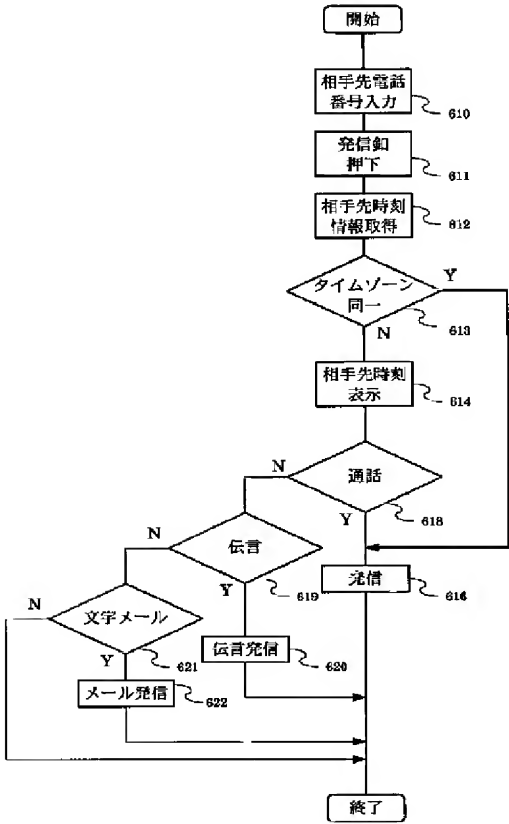 開始
相手先電話
番号入力
610
発信釦
押下
611
相手先時刻
情報取得
612
タイムゾーン
同一
Y
613
N
相手先時刻
表示
614
通話
N
Y
618
伝言
N
Y
619
発信
616
文字メール
N
Y
621
伝言発信
620
メール発信
622
終了